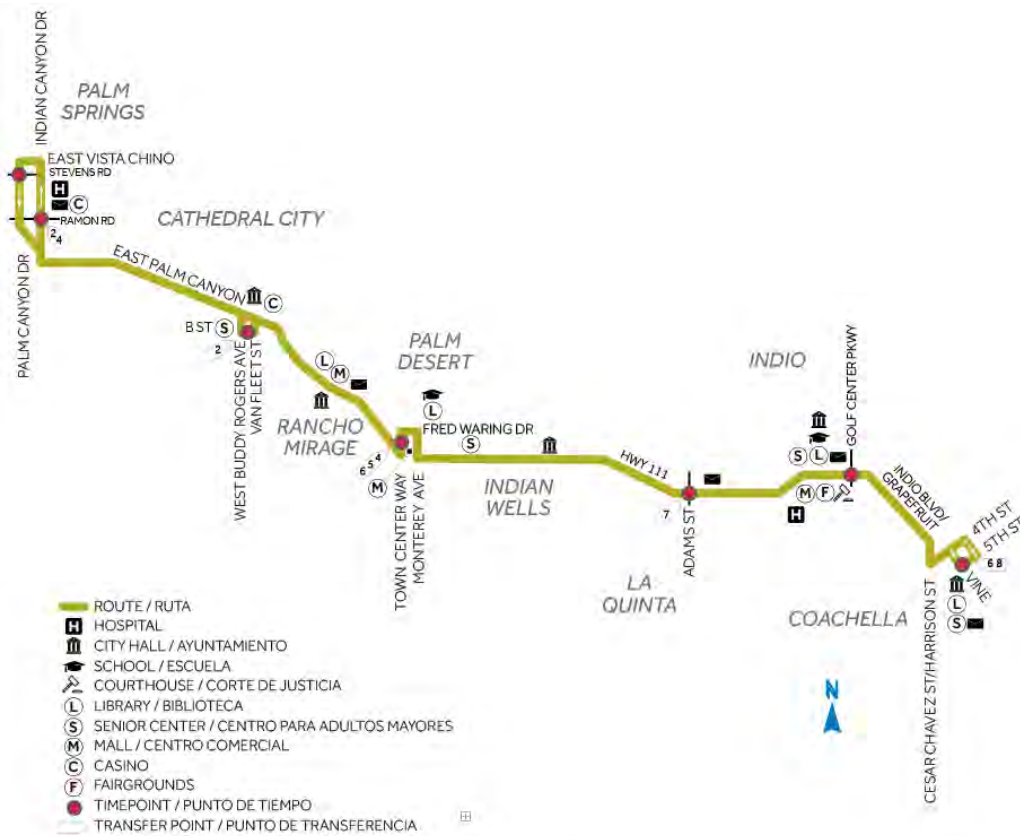 INDIAN CANYON DR
PALM
SPRINGS
EAST VISTA CHINO
STEVENS RD
H
C
RAMON RD
2 4
CATHEDRAL CITY
PALM CANYON DR
EAST PALM CANYON
C
B ST S
2
WEST BUDDY ROGERS AVE
VAN FLEET ST
L
M
RANCHO
MIRAGE
PALM
DESERT
L
FRED WARING DR
S
6 5 4
M
TOWN CENTER WAY
MONTEREY AVE
INDIAN
WELLS
HWY 111
7
ADAMS ST
LA
QUINTA
INDIO
S L
M F
H
GOLF CENTER PKWY
INDIO BLVD/
GRAPEFRUIT
4TH ST
5TH ST
6 8
VINE
L
S
COACHELLA
CESAR CHAVEZ ST/HARRISON ST
N
ROUTE / RUTA
H HOSPITAL
CITY HALL / AYUNTAMIENTO
SCHOOL / ESCUELA
COURTHOUSE / CORTE DE JUSTICIA
L LIBRARY / BIBLIOTECA
S SENIOR CENTER / CENTRO PARA ADULTOS MAYORES
M MALL / CENTRO COMERCIAL
C CASINO
F FAIRGROUNDS
TIMEPOINT / PUNTO DE TIEMPO
TRANSFER POINT / PUNTO DE TRANSFERENCIA